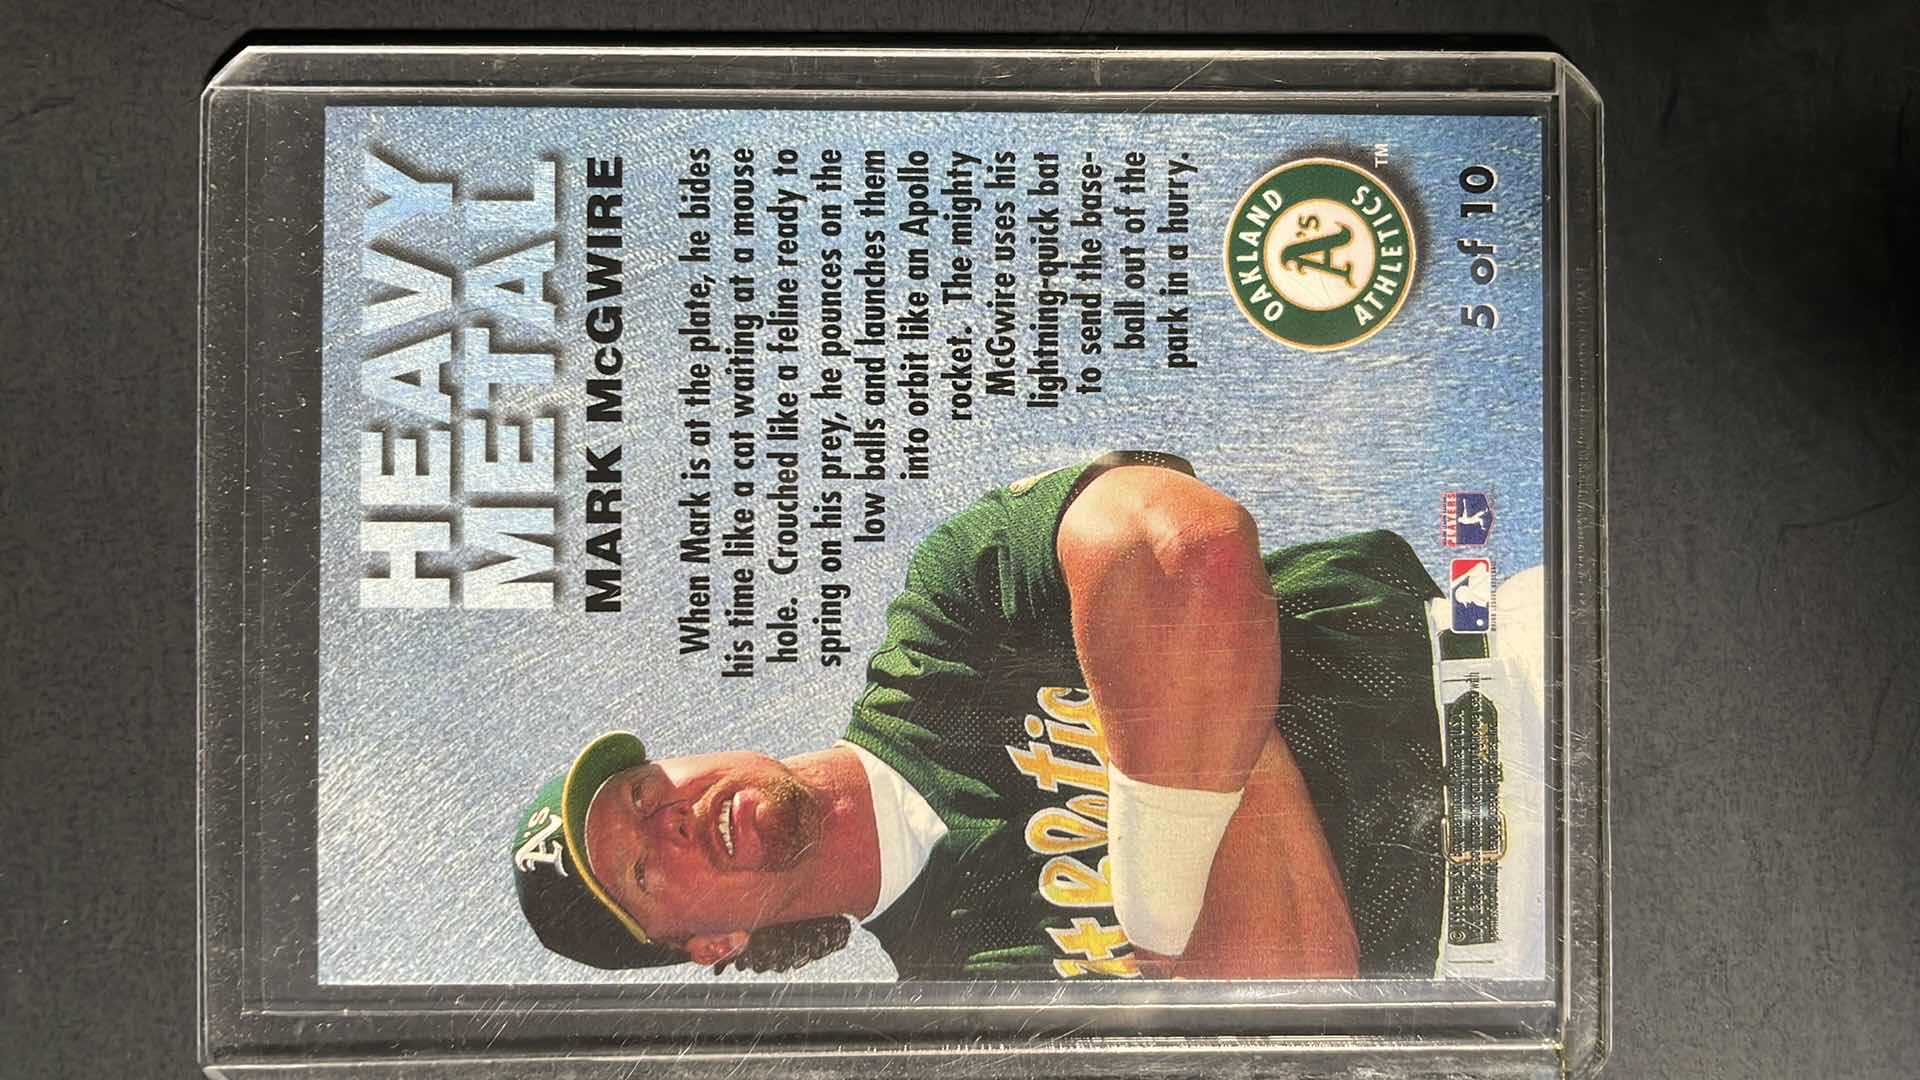 HEAVY
METAL
MARK McGWIRE
When Mark is at the plate, he bides
his time like a cat waiting at a mouse
hole. Crouched like a feline ready to
spring on his prey, he pounces on the
low balls and launches them
into orbit like an Apollo
rocket. The mighty
McGwire uses his
lightning-quick bat
to send the base-
ball out of the
park in a hurry.
A's
Athletic
OAKLAND
A's
ATHLETICS
TM
PLAYERS
5 of 10